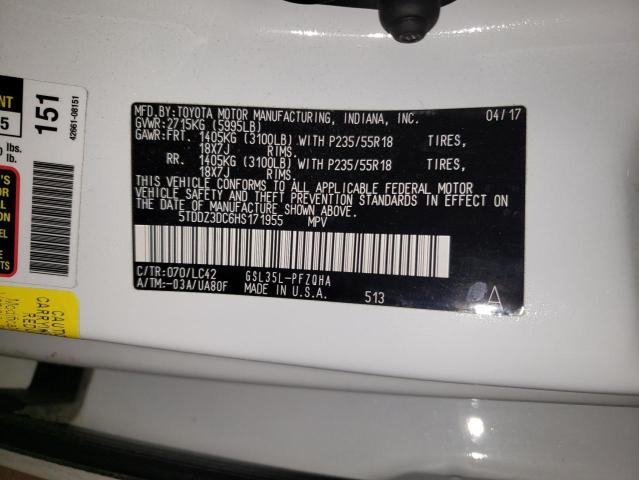 MFD.BY:TOYOTA MOTOR MANUFACTURING, INDIANA, INC. 04/17
GVWR:2715KG (5995LB)
GAWR:FRT. 1405KG (3100LB) WITH P235/55R18 TIRES,
18X7J RIMS.
RR. 1405KG (3100LB) WITH P235/55R18 TIRES,
18X7J RIMS.
THIS VEHICLE CONFORMS TO ALL APPLICABLE FEDERAL MOTOR
VEHICLE SAFETY AND THEFT PREVENTION STANDARDS IN EFFECT ON
THE DATE OF MANUFACTURE SHOWN ABOVE.
5TDDZ3DC6HS171955 MPV
C/TR:070/LC42 GSL35L-PFZQHA
A/TM:-03A/UA80F MADE IN U.S.A. 513
A
151
42661-08151
5
lbs.
lb.